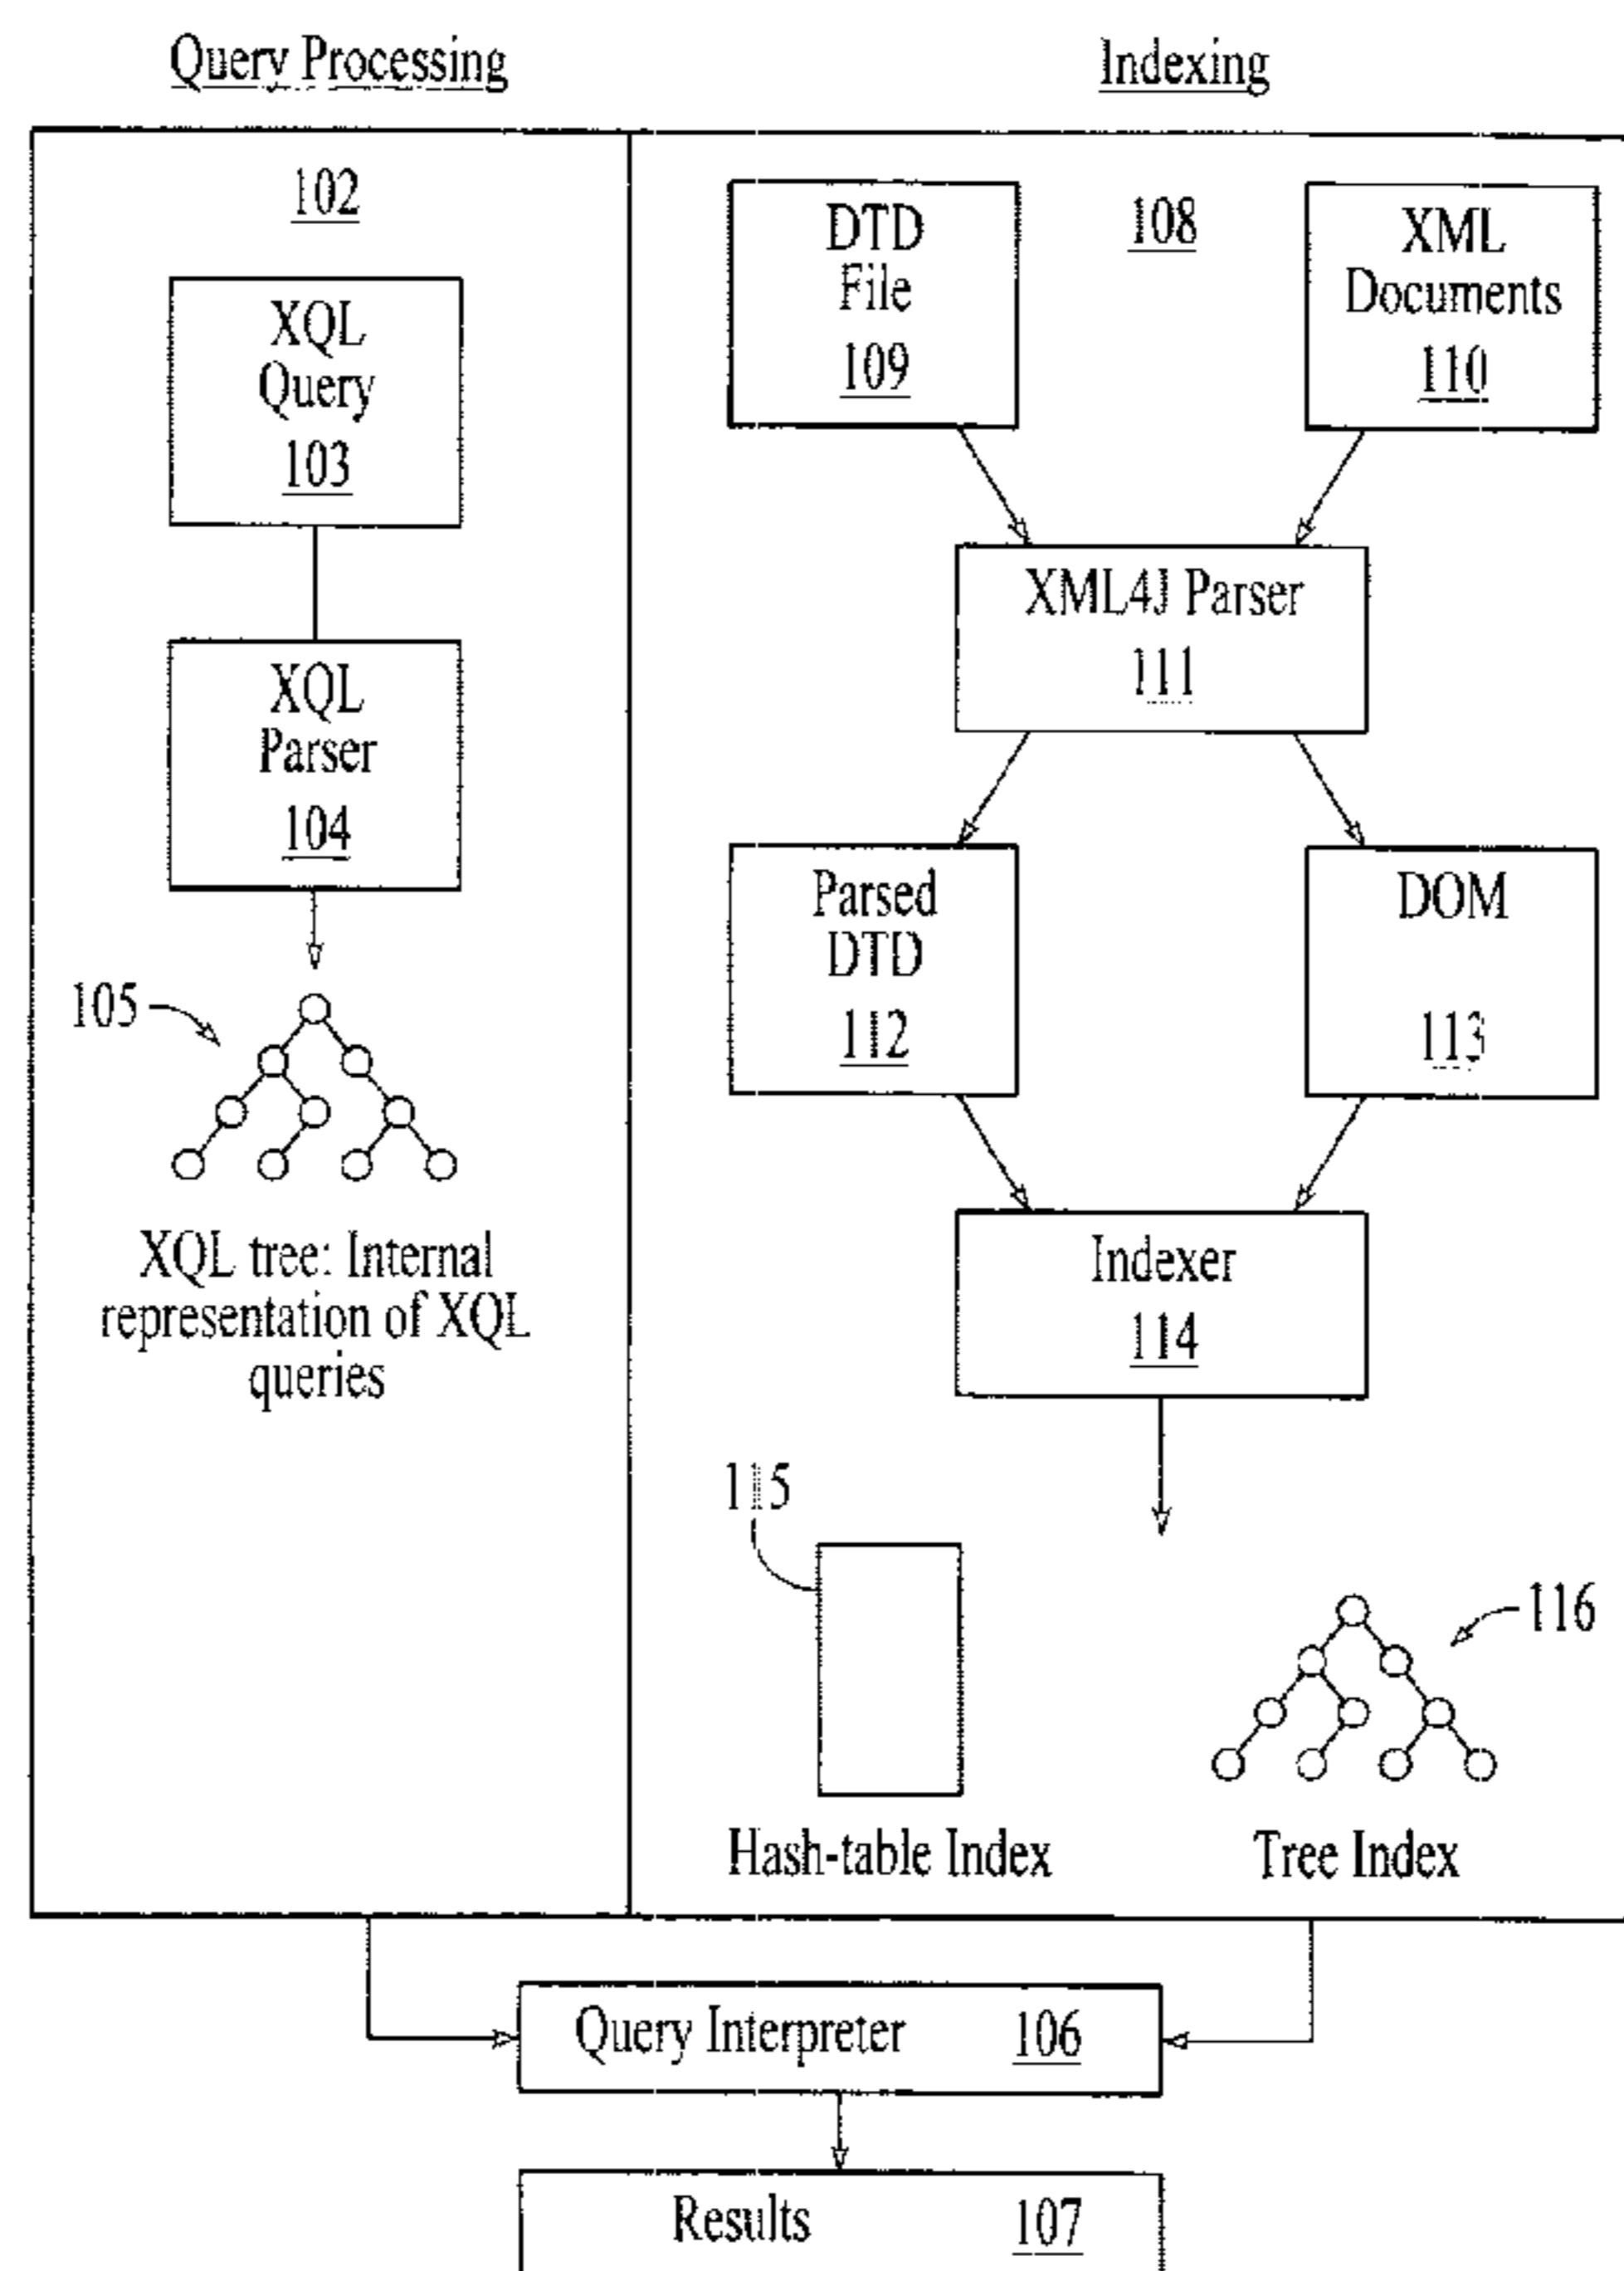 Query Processing
Indexing
102
XQL
Query
103
XQL
Parser
104
105
XQL tree: Internal
representation of XQL
queries
108
DTD
File
109
XML
Documents
110
XML4J Parser
111
Parsed
DTD
112
DOM
113
Indexer
114
115
Hash-table Index
116
Tree Index
Query Interpreter 106
Results 107